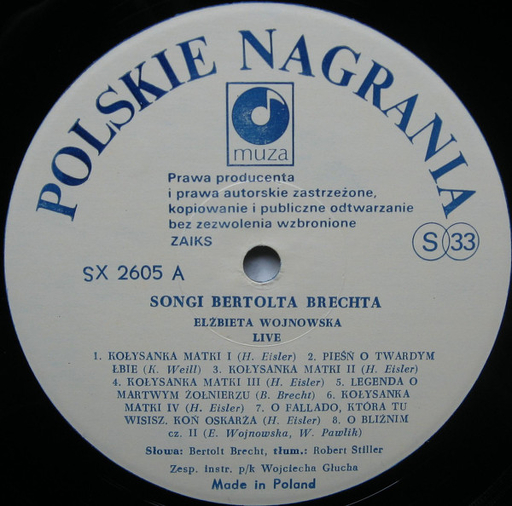 POLSKIE NAGRANIA
muza
Prawa producenta
i prawa autorskie zastrzeżone,
kopiowanie i publiczne odtwarzanie
bez zezwolenia wzbronione
ZAIKS
S 33
SX 2605 A
SONGI BERTOLTA BRECHTA
ELŻBIETA WOJNOWSKA
LIVE
1. KOŁYSANKA MATKI I (H. Eisler) 2. PIEŚŃ O TWARDYM
ŁBIE (K. Weill) 3. KOŁYSANKA MATKI II (H. Eisler)
4. KOŁYSANKA MATKI III (H. Eisler) 5. LEGENDA O
MARTWYM ŻOŁNIERZU (B. Brecht) 6. KOŁYSANKA
MATKI IV (H. Eisler) 7. O FALLADO, KTÓRA TU
WISISZ. KOŃ OSKARŻA (H. Eisler) 8. O BLIŹNIM
cz. II (E. Wojnowska, W. Pawlik)
Słowa: Bertolt Brecht, tłum.: Robert Stiller
Zesp. instr. p/k Wojciecha Głucha
Made in Poland